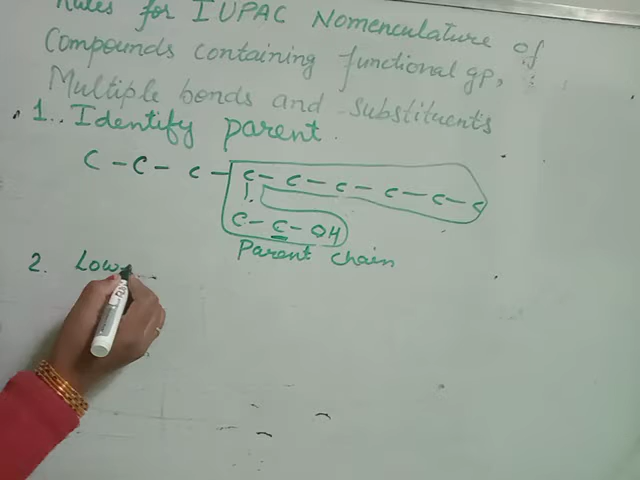 Rules for IUPAC Nomenculature of
Compounds containing functional gp,
Multiple bonds and substituents
1. Identify parent.
C - C - C - C - C - C - C - C - C
|
C - C - OH
Parent Chain
2. Low